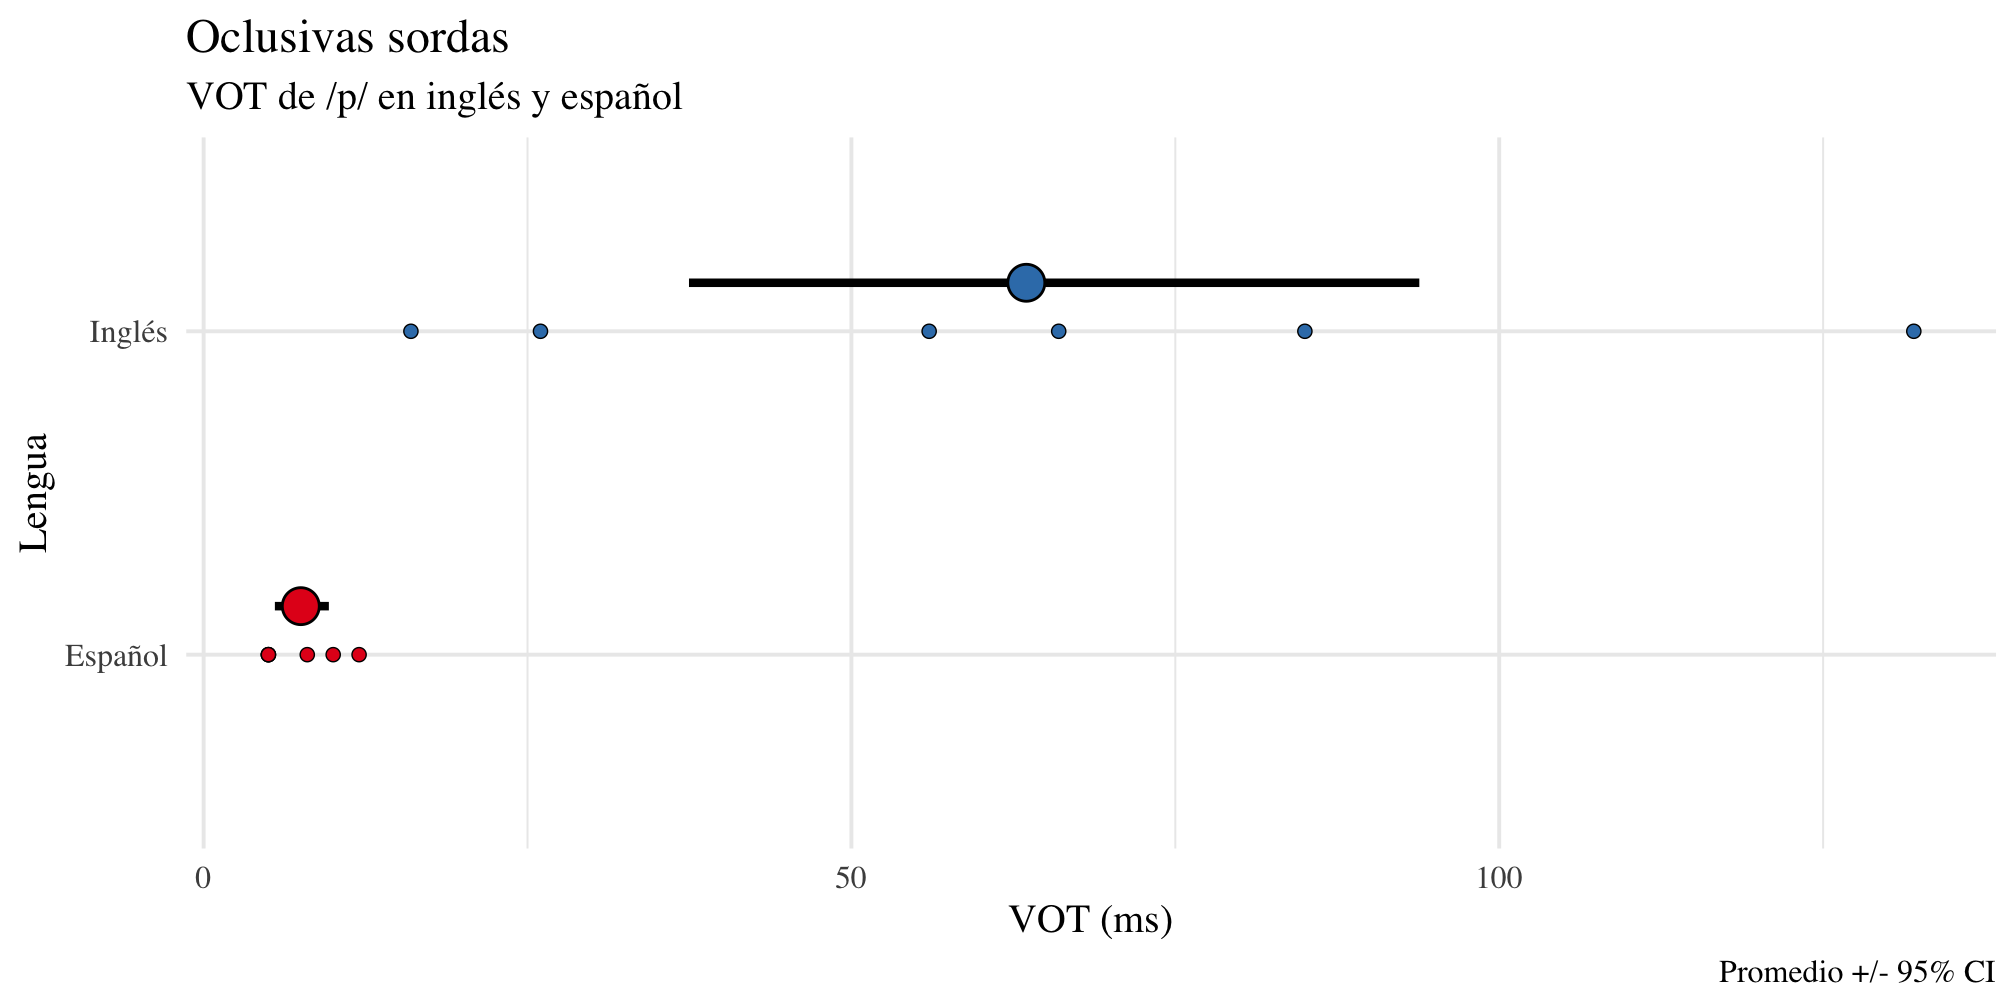 Oclusivas sordas
VOT de /p/ en inglés y español
Inglés
Lengua
Español
0
50
100
VOT (ms)
Promedio +/- 95% CI